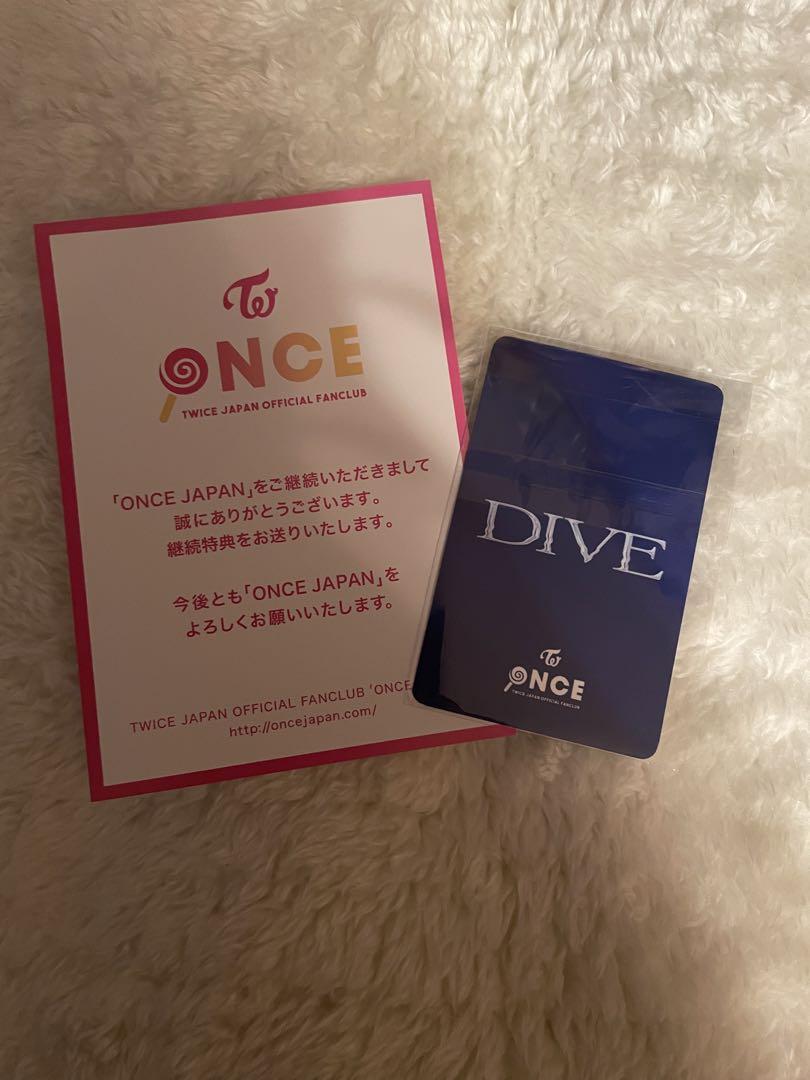 TW
ONCE
TWICE JAPAN OFFICIAL FANCLUB
「ONCE JAPAN」をご継続いただきまして
誠にありがとうございます。
継続特典をお送りいたします。
今後とも「ONCE JAPAN」を
よろしくお願いいたします。
TWICE JAPAN OFFICIAL FANCLUB 'ONCE
http://oncejapan.com/
DIVE
TW
ONCE
TWICE JAPAN OFFICIAL FANCLUB